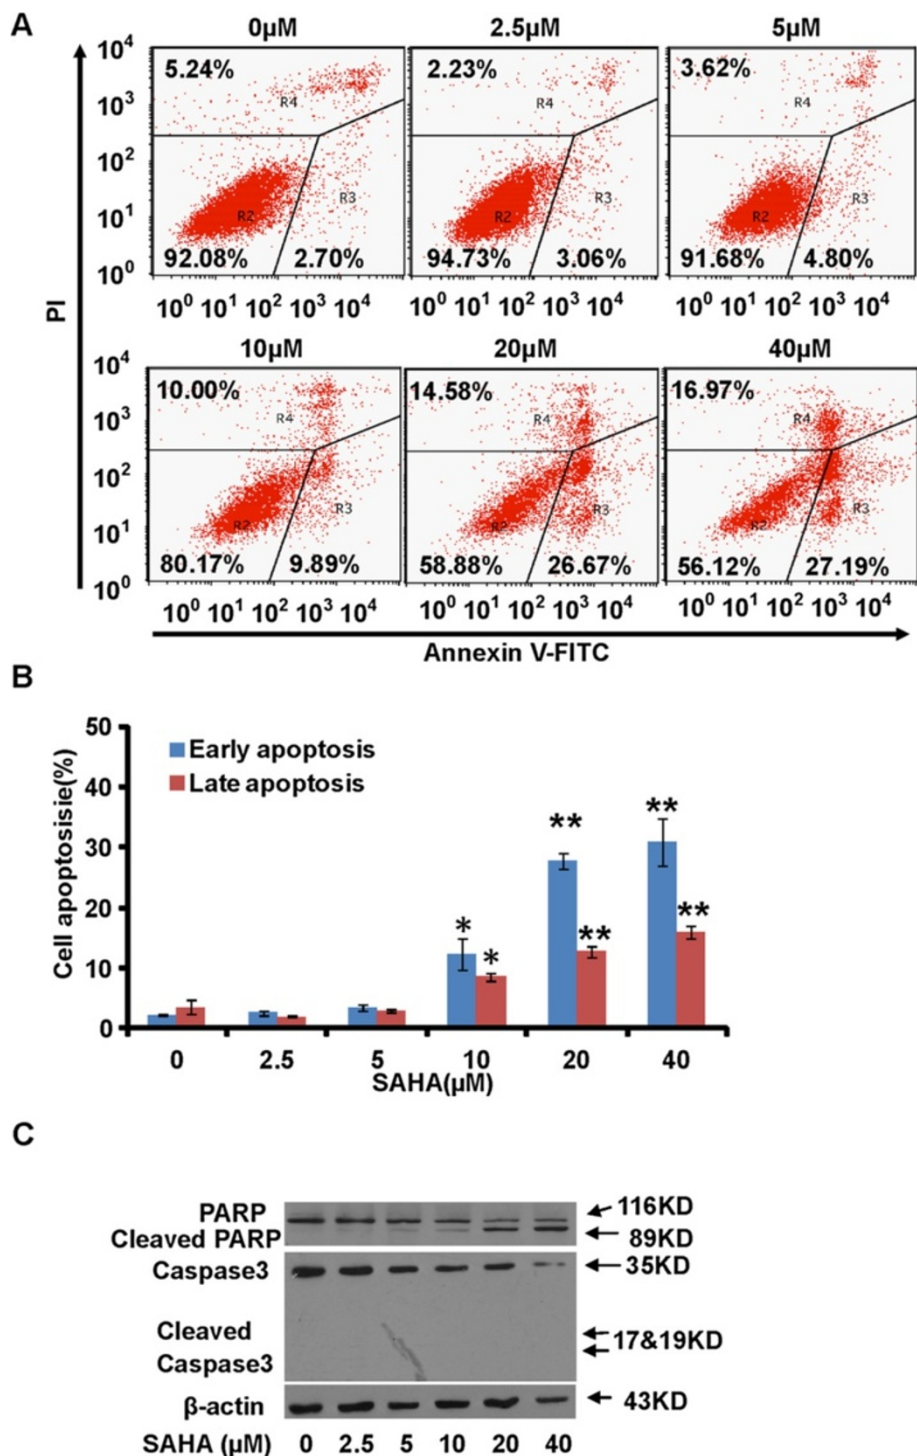 A
0µM 2.5µM 5µM
10⁴ 5.24% 2.23% 3.62%
10³ R4 R4 R4
10²
R3 R3 R3
10¹ R2 R2 R2
92.08% 2.70% 94.73% 3.06% 91.68% 4.80%
10⁰
10⁰ 10¹ 10² 10³ 10⁴ 10⁰ 10¹ 10² 10³ 10⁴ 10⁰ 10¹ 10² 10³ 10⁴
PI
10µM 20µM 40µM
10⁴ 10.00% 14.58% 16.97%
10³ R4 R4 R4
10²
R3 R3 R3
10¹ R2 R2 R2
80.17% 9.89% 58.88% 26.67% 56.12% 27.19%
10⁰
10⁰ 10¹ 10² 10³ 10⁴ 10⁰ 10¹ 10² 10³ 10⁴ 10⁰ 10¹ 10² 10³ 10⁴
Annexin V-FITC
B
Cell apoptosisie(%)
50
40
30
20
10
0
Early apoptosis
Late apoptosis
* * ** ** ** **
0 2.5 5 10 20 40
SAHA(µM)
C
PARP 116KD
Cleaved PARP 89KD
Caspase3 35KD
Cleaved
Caspase3 17&19KD
β-actin 43KD
SAHA (µM) 0 2.5 5 10 20 40